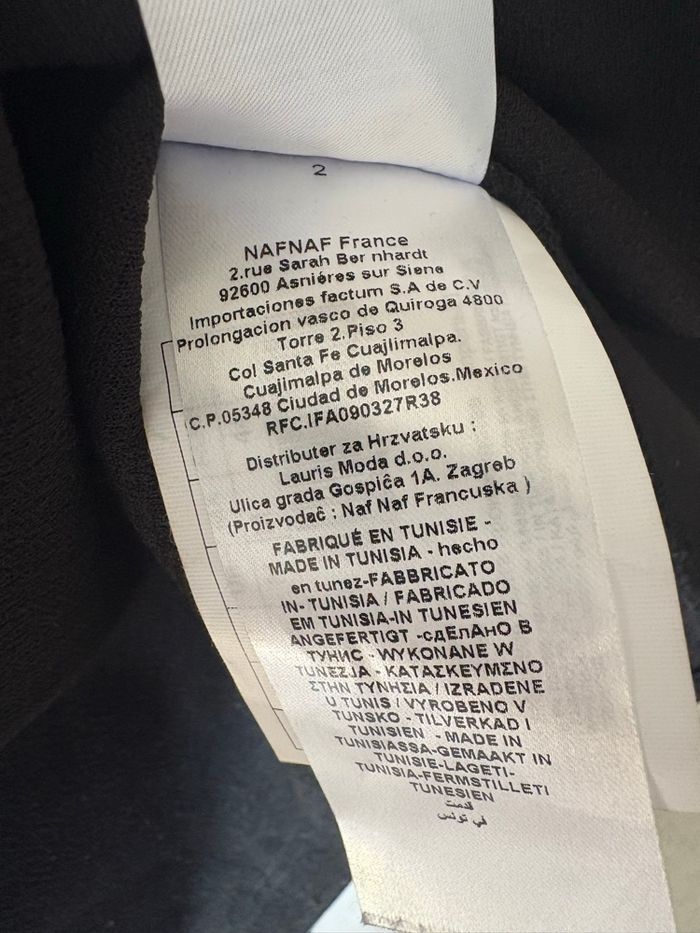 2
NAFNAF France
2.rue Sarah Ber nhardt
92600 Asniéres sur Siene
Importaciones factum S.A de C.V
Prolongacion vasco de Quiroga 4800
Torre 2.Piso 3
Col Santa Fe Cuajlimalpa.
Cuajimalpa de Morelos
C.P.05348 Ciudad de Morelos.Mexico
RFC.IFA090327R38
Distributer za Hrzvatsku :
Lauris Moda d.o.o.
Ulica grada Gospiĉa 1A. Zagreb
(Proizvodaĉ : Naf Naf Francuska )
FABRIQUÉ EN TUNISIE -
MADE IN TUNISIA - hecho
en tunez-FABBRICATO
IN- TUNISIA / FABRICADO
EM TUNISIA-IN TUNESIEN
ANGEFERTIGT -сдЕлАнО В
ТУНИС - WYKONANE W
TUNEZJA - ΚΑΤΑΣΚΕΥΜΣΝΟ
ΣΤΗΝ ΤΥΝΗΣΙΑ / IZRADENE
U TUNIS / VYROBENO V
TUNSKO - TILVERKAD I
TUNISIEN - MADE IN
TUNISIASSA-GEMAAKT IN
TUNISIE-LAGETI-
TUNISIA-FERMSTILLETI
TUNESIEN
قدمت
في تونس